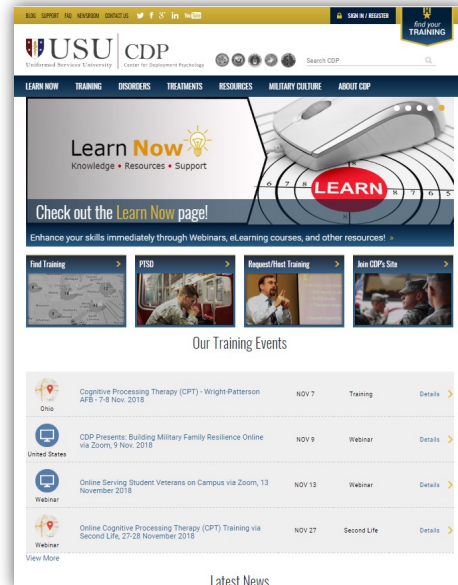 BLOG SUPPORT FAQ NEWSROOM CONTACT US
SIGN IN / REGISTER
find your
TRAINING
USU CDP
Uniformed Services University Center for Deployment Psychology
Search CDP
LEARN NOW TRAINING DISORDERS TREATMENTS RESOURCES MILITARY CULTURE ABOUT CDP
Learn Now
Knowledge • Resources • Support
LEARN
6 7 8 8 7 6 5
Check out the Learn Now page!
Enhance your skills immediately through Webinars, eLearning courses, and other resources! »
Find Training > PTSD > Request/Host Training > Join CDP's Site >
Our Training Events
Cognitive Processing Therapy (CPT) - Wright-Patterson
AFB - 7-8 Nov. 2018
NOV 7 Training Details >
Ohio
CDP Presents: Building Military Family Resilience Online
via Zoom, 9 Nov. 2018
NOV 9 Webinar Details >
United States
Online Serving Student Veterans on Campus via Zoom, 13
November 2018
NOV 13 Webinar Details >
Webinar
Online Cognitive Processing Therapy (CPT) Training via
Second Life, 27-28 November 2018
NOV 27 Second Life Details >
Webinar
View More
Latest News